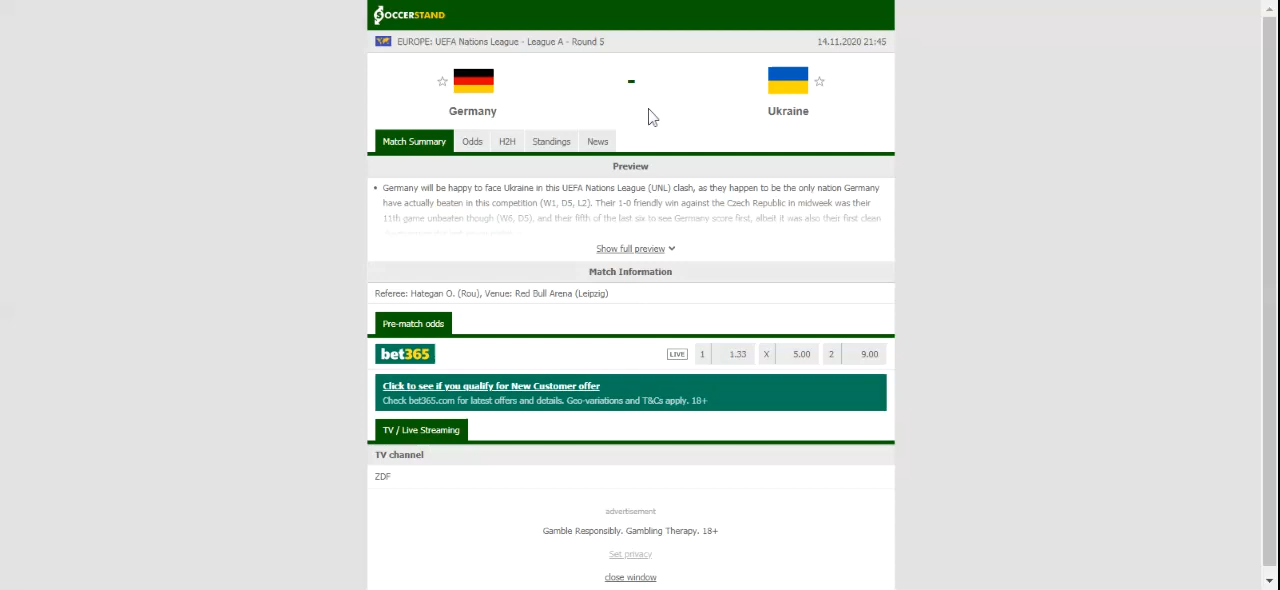 SOCCERSTAND
EUROPE: UEFA Nations League - League A - Round 5 14.11.2020 21:45
-
Germany Ukraine
Match Summary Odds H2H Standings News
Preview
• Germany will be happy to face Ukraine in this UEFA Nations League (UNL) clash, as they happen to be the only nation Germany
have actually beaten in this competition (W1, D5, L2). Their 1-0 friendly win against the Czech Republic in midweek was their
11th game unbeaten though (W6, D5), and their fifth of the last six to see Germany score first, albeit it was also their first clean
Show full preview
Match Information
Referee: Hategan O. (Rou), Venue: Red Bull Arena (Leipzig)
Pre-match odds
bet365 LIVE 1 1.33 X 5.00 2 9.00
Click to see if you qualify for New Customer offer
Check bet365.com for latest offers and details. Geo-variations and T&Cs apply. 18+
TV / Live Streaming
TV channel
ZDF
advertisement
Gamble Responsibly. Gambling Therapy. 18+
Set privacy
close window